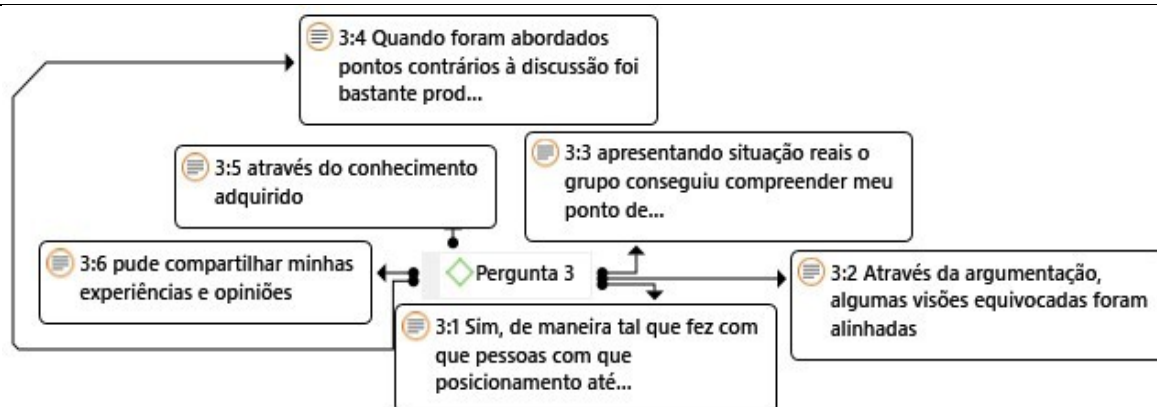 3:4 Quando foram abordados
pontos contrários à discussão foi
bastante prod...
3:5 através do conhecimento
adquirido
3:3 apresentando situação reais o
grupo conseguiu compreender meu
ponto de...
3:6 pude compartilhar minhas
experiências e opiniões
Pergunta 3
3:2 Através da argumentação,
algumas visões equivocadas foram
alinhadas
3:1 Sim, de maneira tal que fez com
que pessoas com que
posicionamento até...